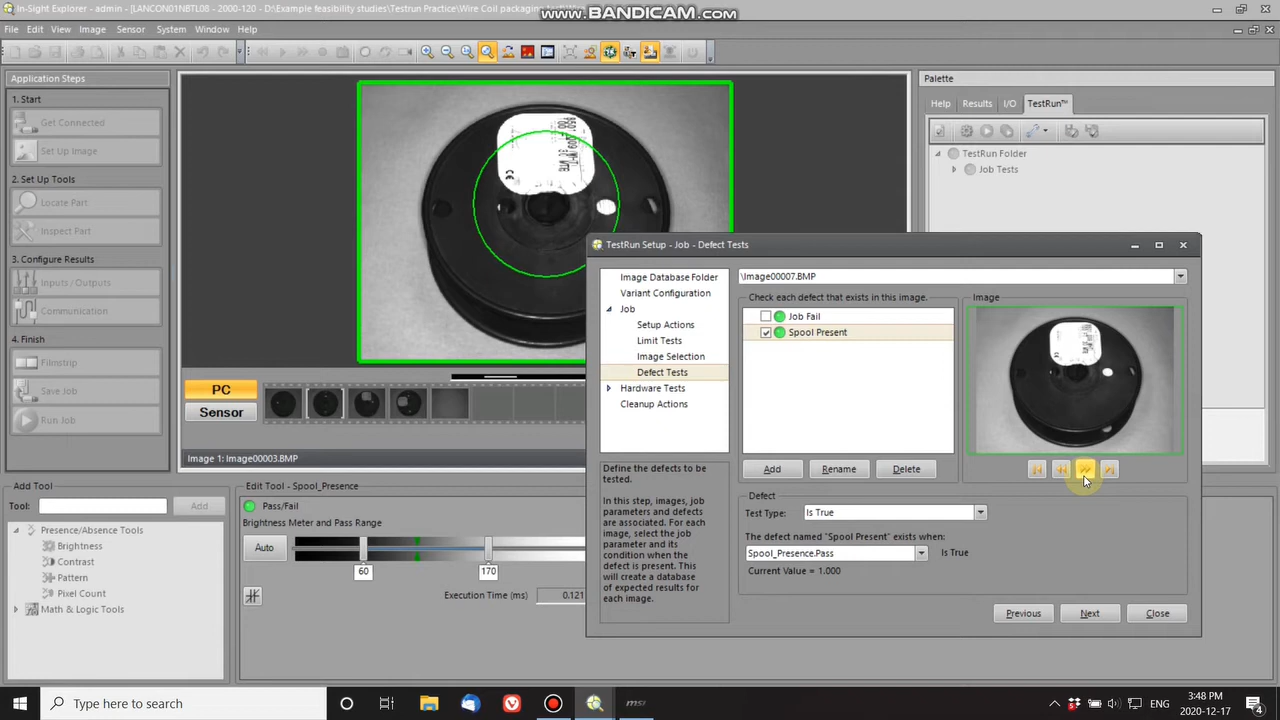 In-Sight Explorer - admin - [LANCON01NBTL08 - 2000-120 - D:\Example feasibility studies\Testrun Practice\Wire Coil packaging
www.BANDICAM.com
File Edit View Image Sensor System Window Help
Application Steps
1. Start
Get Connected
Set Up Image
2. Set Up Tools
Locate Part
Inspect Part
3. Configure Results
Inputs / Outputs
Communication
4. Finish
Filmstrip
Save Job
Run Job
PC
Sensor
Image 1: Image00003.BMP
Palette
Help Results I/O TestRun™
TestRun Folder
Job Tests
TestRun Setup - Job - Defect Tests
Image Database Folder
Variant Configuration
Job
Setup Actions
Limit Tests
Image Selection
Defect Tests
Hardware Tests
Cleanup Actions
Define the defects to be
tested.
In this step, images, job
parameters and defects
are associated. For each
image, select the job
parameter and its
condition when the
defect is present. This
will create a database
of expected results for
each image.
\Image00007.BMP
Check each defect that exists in this image.
Job Fail
Spool Present
Add Rename Delete
Image
Defect
Test Type: Is True
The defect named "Spool Present" exists when:
Spool_Presence.Pass Is True
Current Value = 1.000
Previous Next Close
Add Tool
Tool: Add
Presence/Absence Tools
Brightness
Contrast
Pattern
Pixel Count
Math & Logic Tools
Edit Tool - Spool_Presence
Pass/Fail
Brightness Meter and Pass Range
Auto
60 170
Execution Time (ms) 0.121
Type here to search
msi
ENG
3:48 PM
2020-12-17
4